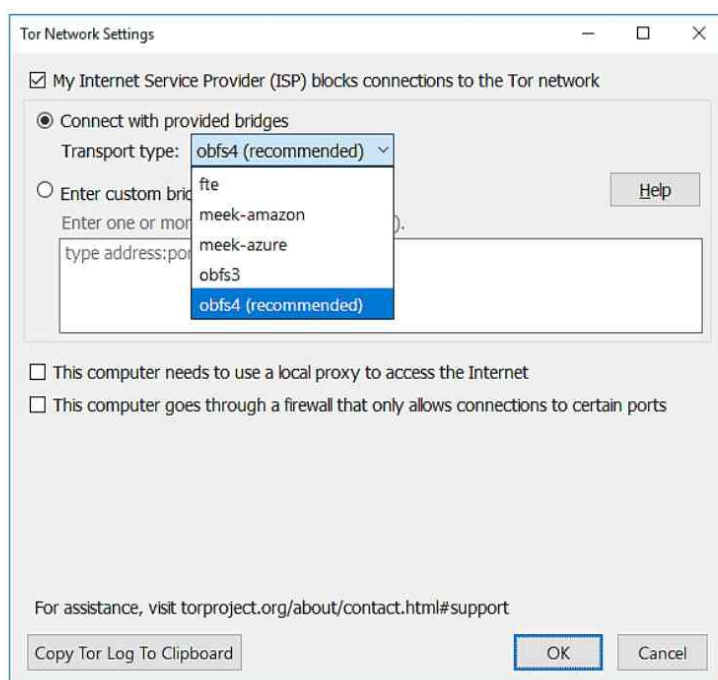 Tor Network Settings
My Internet Service Provider (ISP) blocks connections to the Tor network
Connect with provided bridges
Transport type: obfs4 (recommended)
fte
Enter custom
Help
meek-amazon
Enter one or ).
meek-azure
type
obfs3
obfs4 (recommended)
This computer needs to use a local proxy to access the Internet
This computer goes through a firewall that only allows connections to certain ports
For assistance, visit torproject.org/about/contact.html#support
Copy Tor Log To Clipboard
OK
Cancel